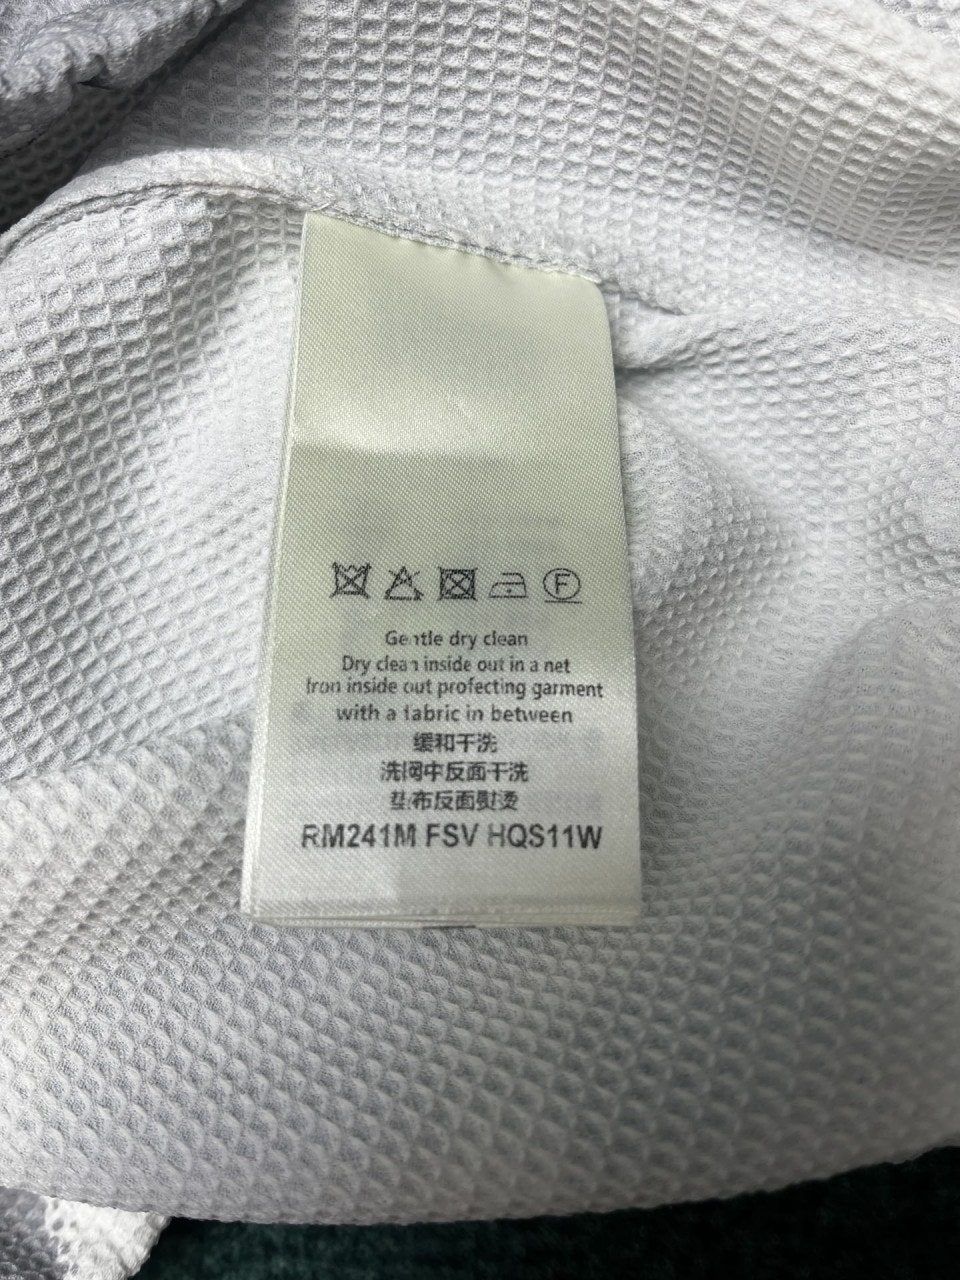 F
Gentle dry clean
Dry clean inside out in a net
Iron inside out profecting garment
with a fabric in between
缓和干洗
洗网中反面干洗
垫布反面熨烫
RM241M FSV HQS11W